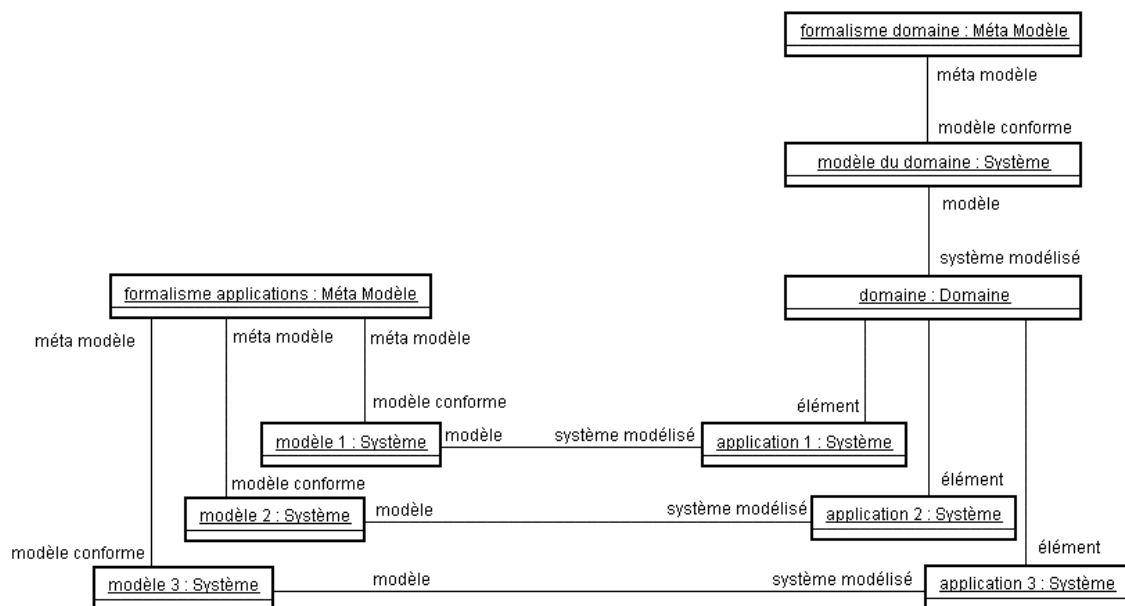 formalisme domaine : Méta Modèle
méta modèle
modèle conforme
modèle du domaine : Système
modèle
système modélisé
formalisme applications : Méta Modèle
domaine : Domaine
méta modèle
méta modèle
méta modèle
modèle conforme
élément
modèle 1 : Système
modèle
système modélisé
application 1 : Système
modèle conforme
élément
modèle 2 : Système
modèle
système modélisé
application 2 : Système
modèle conforme
élément
modèle 3 : Système
modèle
système modélisé
application 3 : Système